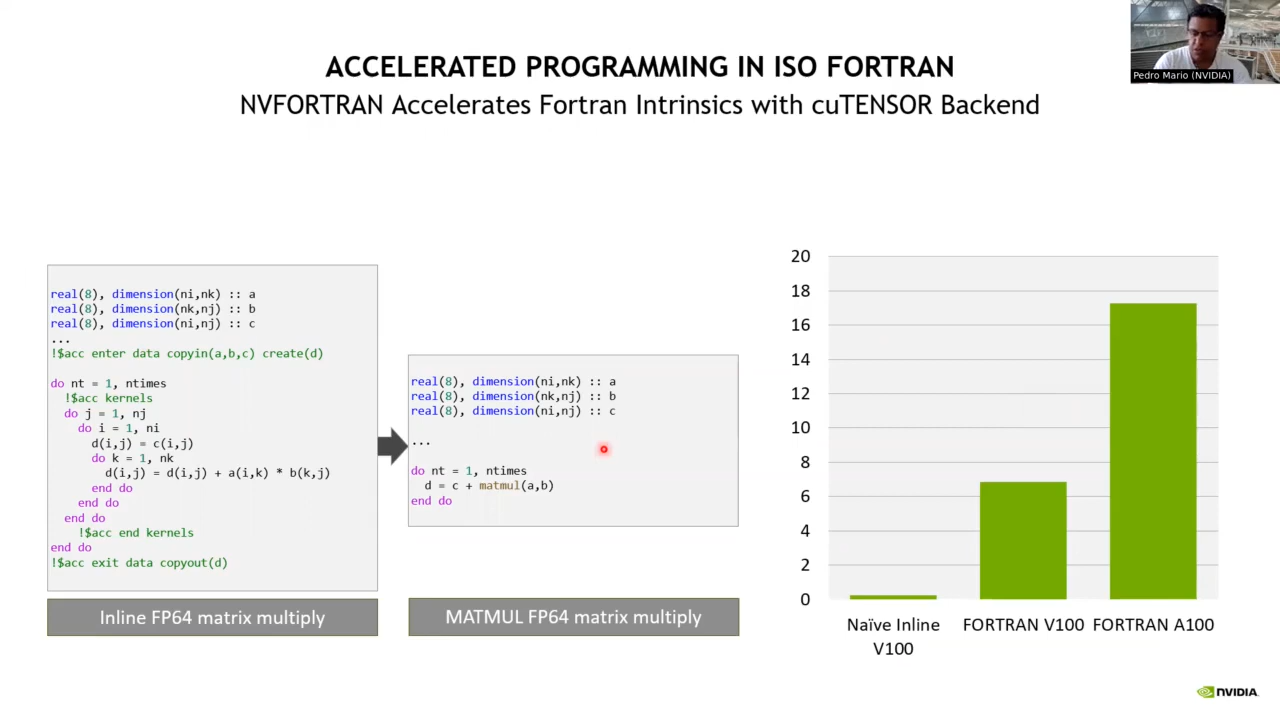 ACCELERATED PROGRAMMING IN ISO FORTRAN
NVFORTRAN Accelerates Fortran Intrinsics with cuTENSOR Backend
Pedro Mario (NVIDIA)
real(8), dimension(ni,nk) :: a
real(8), dimension(nk,nj) :: b
real(8), dimension(ni,nj) :: c
...
!$acc enter data copyin(a,b,c) create(d)
do nt = 1, ntimes
!$acc kernels
do j = 1, nj
do i = 1, ni
d(i,j) = c(i,j)
do k = 1, nk
d(i,j) = d(i,j) + a(i,k) * b(k,j)
end do
end do
end do
!$acc end kernels
end do
!$acc exit data copyout(d)
Inline FP64 matrix multiply
real(8), dimension(ni,nk) :: a
real(8), dimension(nk,nj) :: b
real(8), dimension(ni,nj) :: c
...
do nt = 1, ntimes
d = c + matmul(a,b)
end do
MATMUL FP64 matrix multiply
20
18
16
14
12
10
8
6
4
2
0
Naïve Inline
V100
FORTRAN V100
FORTRAN A100
NVIDIA.